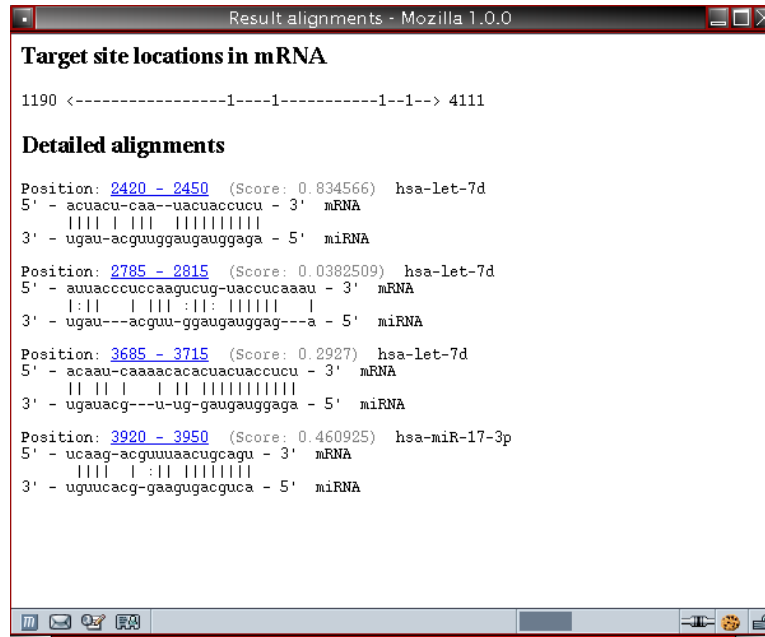 Result alignments - Mozilla 1.0.0
Target site locations in mRNA
1190 <-----------------1----1-----------1--1--> 4111
Detailed alignments
Position: 2420 - 2450  (Score: 0.834566)  hsa-let-7d
5' - acuacu-caa--uacuaccucu - 3'  mRNA
     |||| | |||  ||||||||||
3' - ugau-acguuggaugauggaga - 5'  miRNA
Position: 2785 - 2815  (Score: 0.0382509)  hsa-let-7d
5' - auuacccuccaagucug-uaccucaaau - 3'  mRNA
     |:||   | ||| :||: ||||||   |
3' - ugau---acguu-ggaugauggag---a - 5'  miRNA
Position: 3685 - 3715  (Score: 0.2927)  hsa-let-7d
5' - acaau-caaaacacacuacuaccucu - 3'  mRNA
     || || |   | || |||||||||||
3' - ugauacg---u-ug-gaugauggaga - 5'  miRNA
Position: 3920 - 3950  (Score: 0.460925)  hsa-miR-17-3p
5' - ucaag-acguuuaacugcagu - 3'  mRNA
      ||||  | :|| ||||||||
3' - uguucacg-gaagugacguca - 5'  miRNA